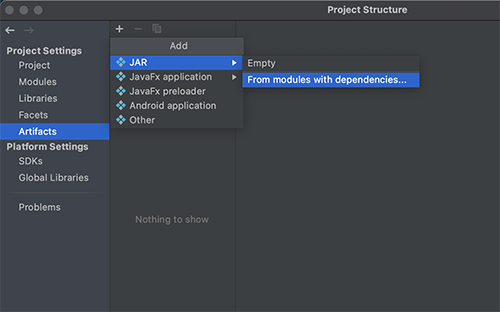 Project Structure
Project Settings
Project
Modules
Libraries
Facets
Artifacts
Platform Settings
SDKs
Global Libraries
Problems
Add
JAR
JavaFx application
JavaFx preloader
Android application
Other
Empty
From modules with dependencies...
Nothing to show